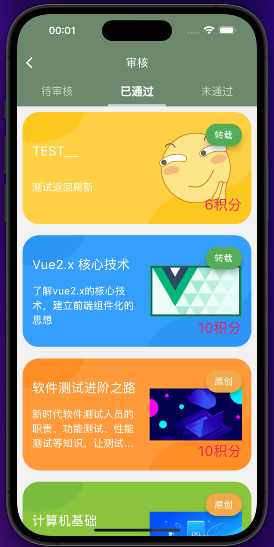 00:01
审核
待审核 已通过 未通过
转载
TEST__
测试返回刷新
6积分
转载
Vue2.x 核心技术
了解vue2.x的核心技
术，建立前端组件化的
思想
10积分
原创
软件测试进阶之路
新时代软件测试人员的
职责、功能测试、性能
测试等知识，让测试...
10积分
原创
计算机基础